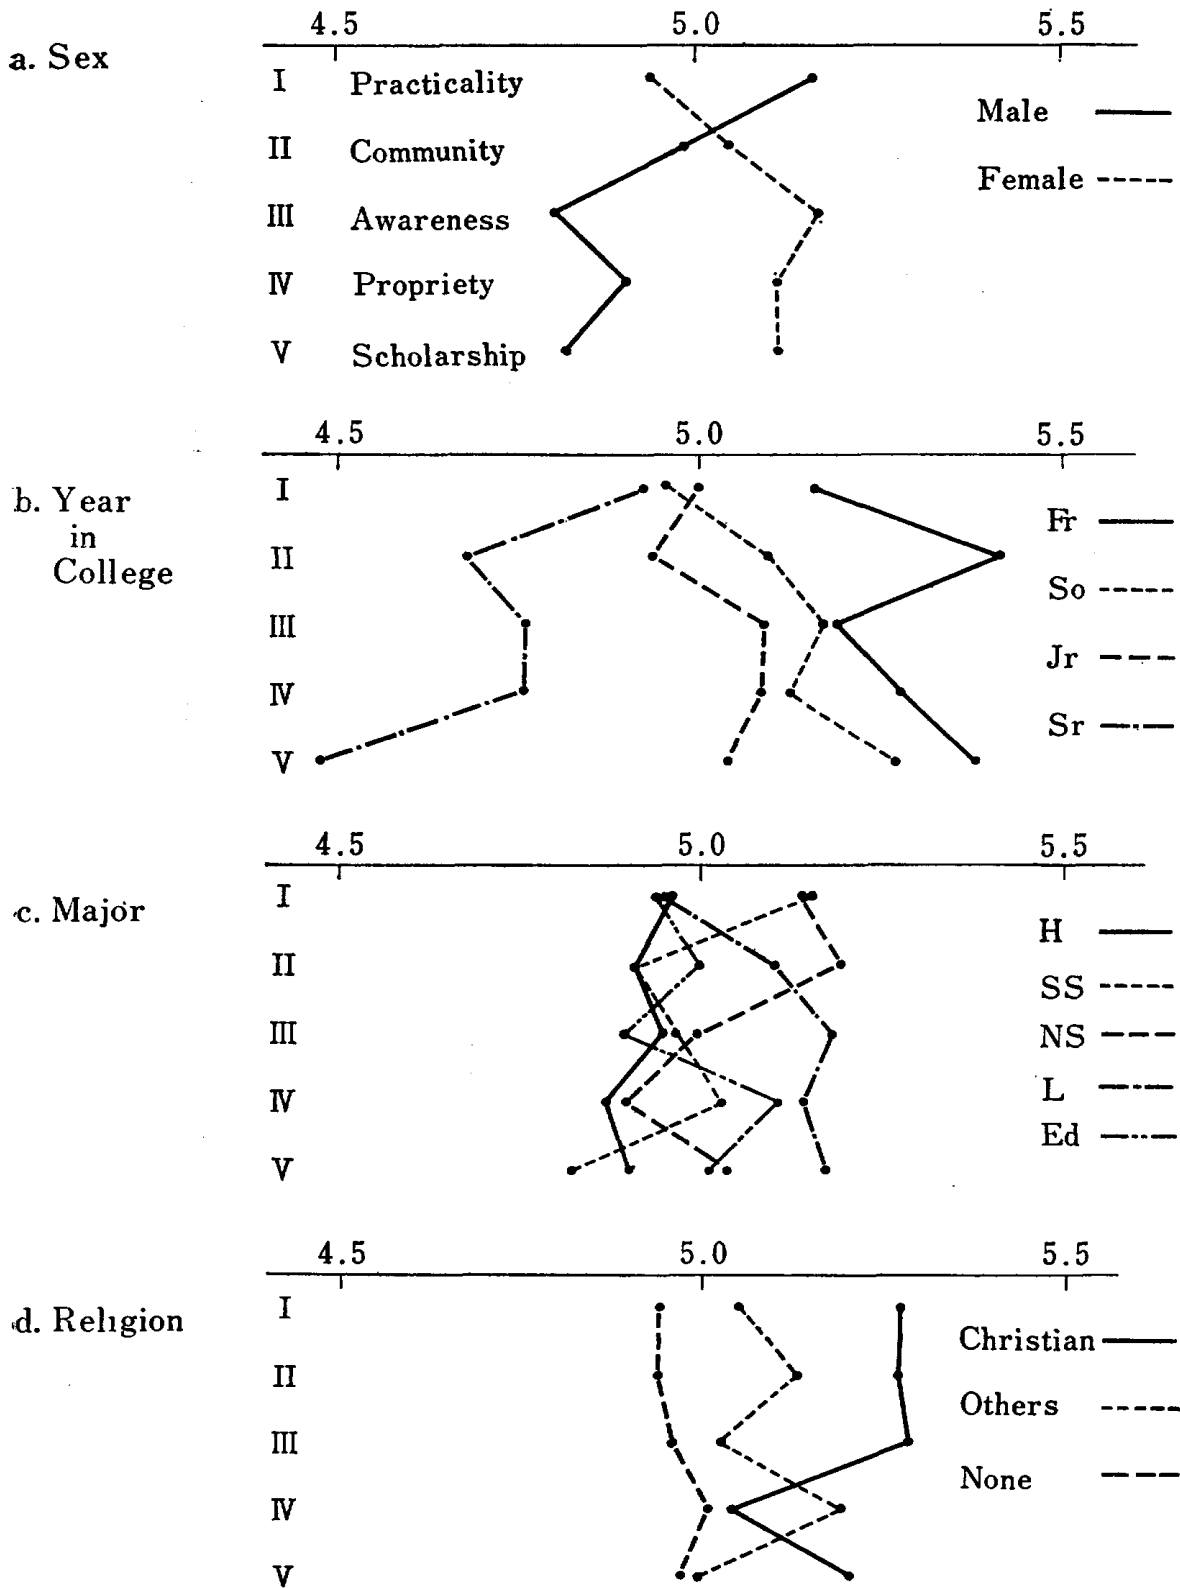 4.5 5.0 5.5
a. Sex
I Practicality
Male
II Community
Female
III Awareness
IV Propriety
V Scholarship
4.5 5.0 5.5
b. Year
in
College
I
Fr
II
So
III
Jr
IV
Sr
V
4.5 5.0 5.5
c. Major
I
H
II
SS
III
NS
IV
L
Ed
V
4.5 5.0 5.5
d. Religion
I
Christian
II
Others
III
None
IV
V